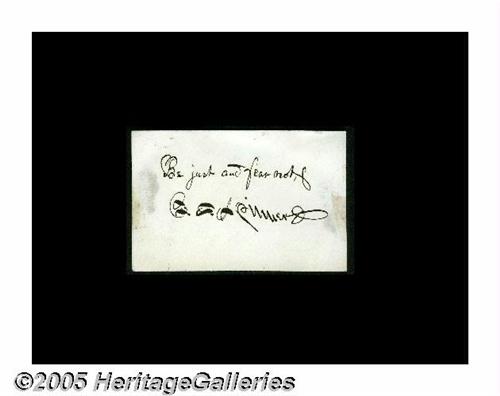 Be just and fear not,
©2005 HeritageGalleries